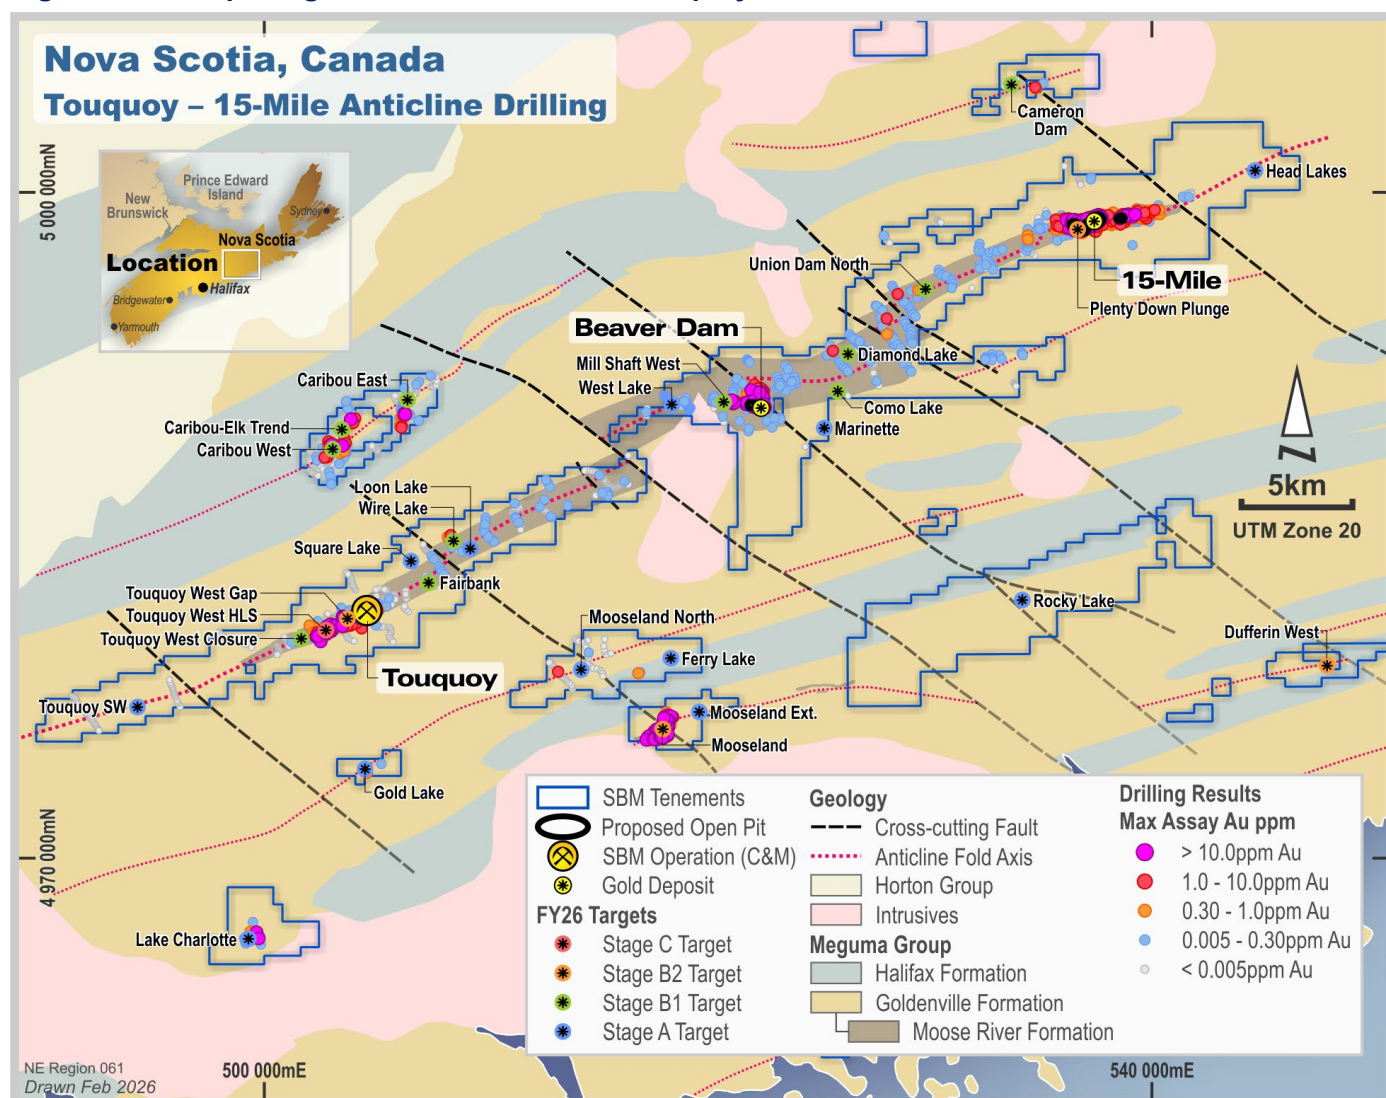 Nova Scotia, Canada
Touquoy – 15-Mile Anticline Drilling
5 000 000mN
4 970 000mN
500 000mE
540 000mE
Prince Edward
Island
New
Brunswick
Sydney
Nova Scotia
Location
Halifax
Bridgewater
Yarmouth
Cameron
Dam
Head Lakes
Union Dam North
15-Mile
Plenty Down Plunge
Beaver Dam
Mill Shaft West
West Lake
Diamond Lake
Como Lake
Marinette
Caribou East
Caribou-Elk Trend
Caribou West
Loon Lake
Wire Lake
Square Lake
Fairbank
Touquoy West Gap
Touquoy West HLS
Touquoy West Closure
Touquoy
Touquoy SW
Mooseland North
Ferry Lake
Mooseland Ext.
Mooseland
Gold Lake
Lake Charlotte
Rocky Lake
Dufferin West
N
5km
UTM Zone 20
SBM Tenements
Proposed Open Pit
SBM Operation (C&M)
Gold Deposit
FY26 Targets
Stage C Target
Stage B2 Target
Stage B1 Target
Stage A Target
Geology
Cross-cutting Fault
Anticline Fold Axis
Horton Group
Intrusives
Meguma Group
Halifax Formation
Goldenville Formation
Moose River Formation
Drilling Results
Max Assay Au ppm
> 10.0ppm Au
1.0 - 10.0ppm Au
0.30 - 1.0ppm Au
0.005 - 0.30ppm Au
< 0.005ppm Au
NE Region 061
Drawn Feb 2026